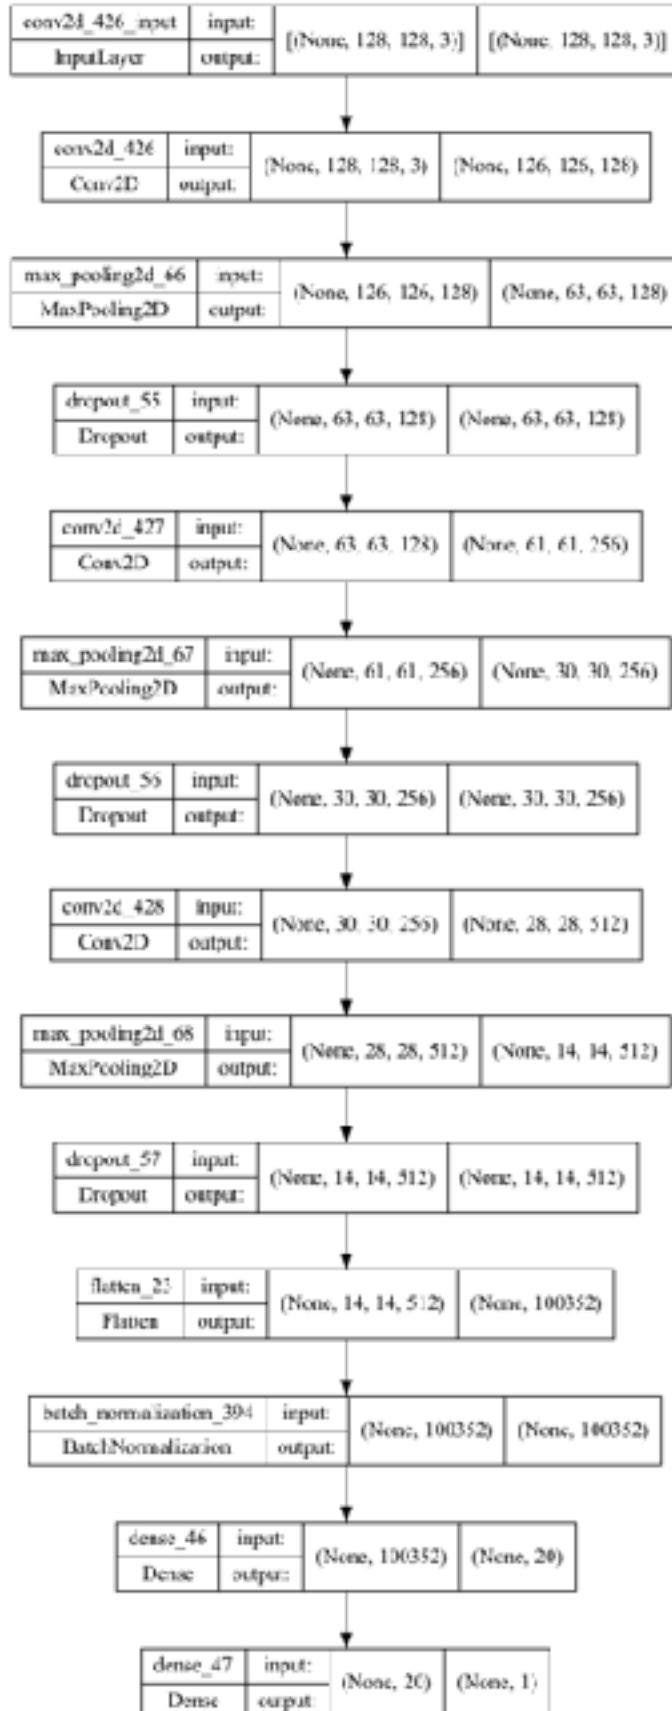 conv2d_426_input input: [(None, 128, 128, 3)] [(None, 128, 128, 3)]
InputLayer output:
conv2d_426 input: (None, 128, 128, 3) (None, 126, 126, 128)
Conv2D output:
max_pooling2d_66 input: (None, 126, 126, 128) (None, 63, 63, 128)
MaxPooling2D output:
dropout_55 input: (None, 63, 63, 128) (None, 63, 63, 128)
Dropout output:
conv2d_427 input: (None, 63, 63, 128) (None, 61, 61, 256)
Conv2D output:
max_pooling2d_67 input: (None, 61, 61, 256) (None, 30, 30, 256)
MaxPooling2D output:
dropout_56 input: (None, 30, 30, 256) (None, 30, 30, 256)
Dropout output:
conv2d_428 input: (None, 30, 30, 256) (None, 28, 28, 512)
Conv2D output:
max_pooling2d_68 input: (None, 28, 28, 512) (None, 14, 14, 512)
MaxPooling2D output:
dropout_57 input: (None, 14, 14, 512) (None, 14, 14, 512)
Dropout output:
flatten_23 input: (None, 14, 14, 512) (None, 100352)
Flatten output:
batch_normalization_394 input: (None, 100352) (None, 100352)
BatchNormalization output:
dense_46 input: (None, 100352) (None, 20)
Dense output:
dense_47 input: (None, 20) (None, 1)
Dense output: